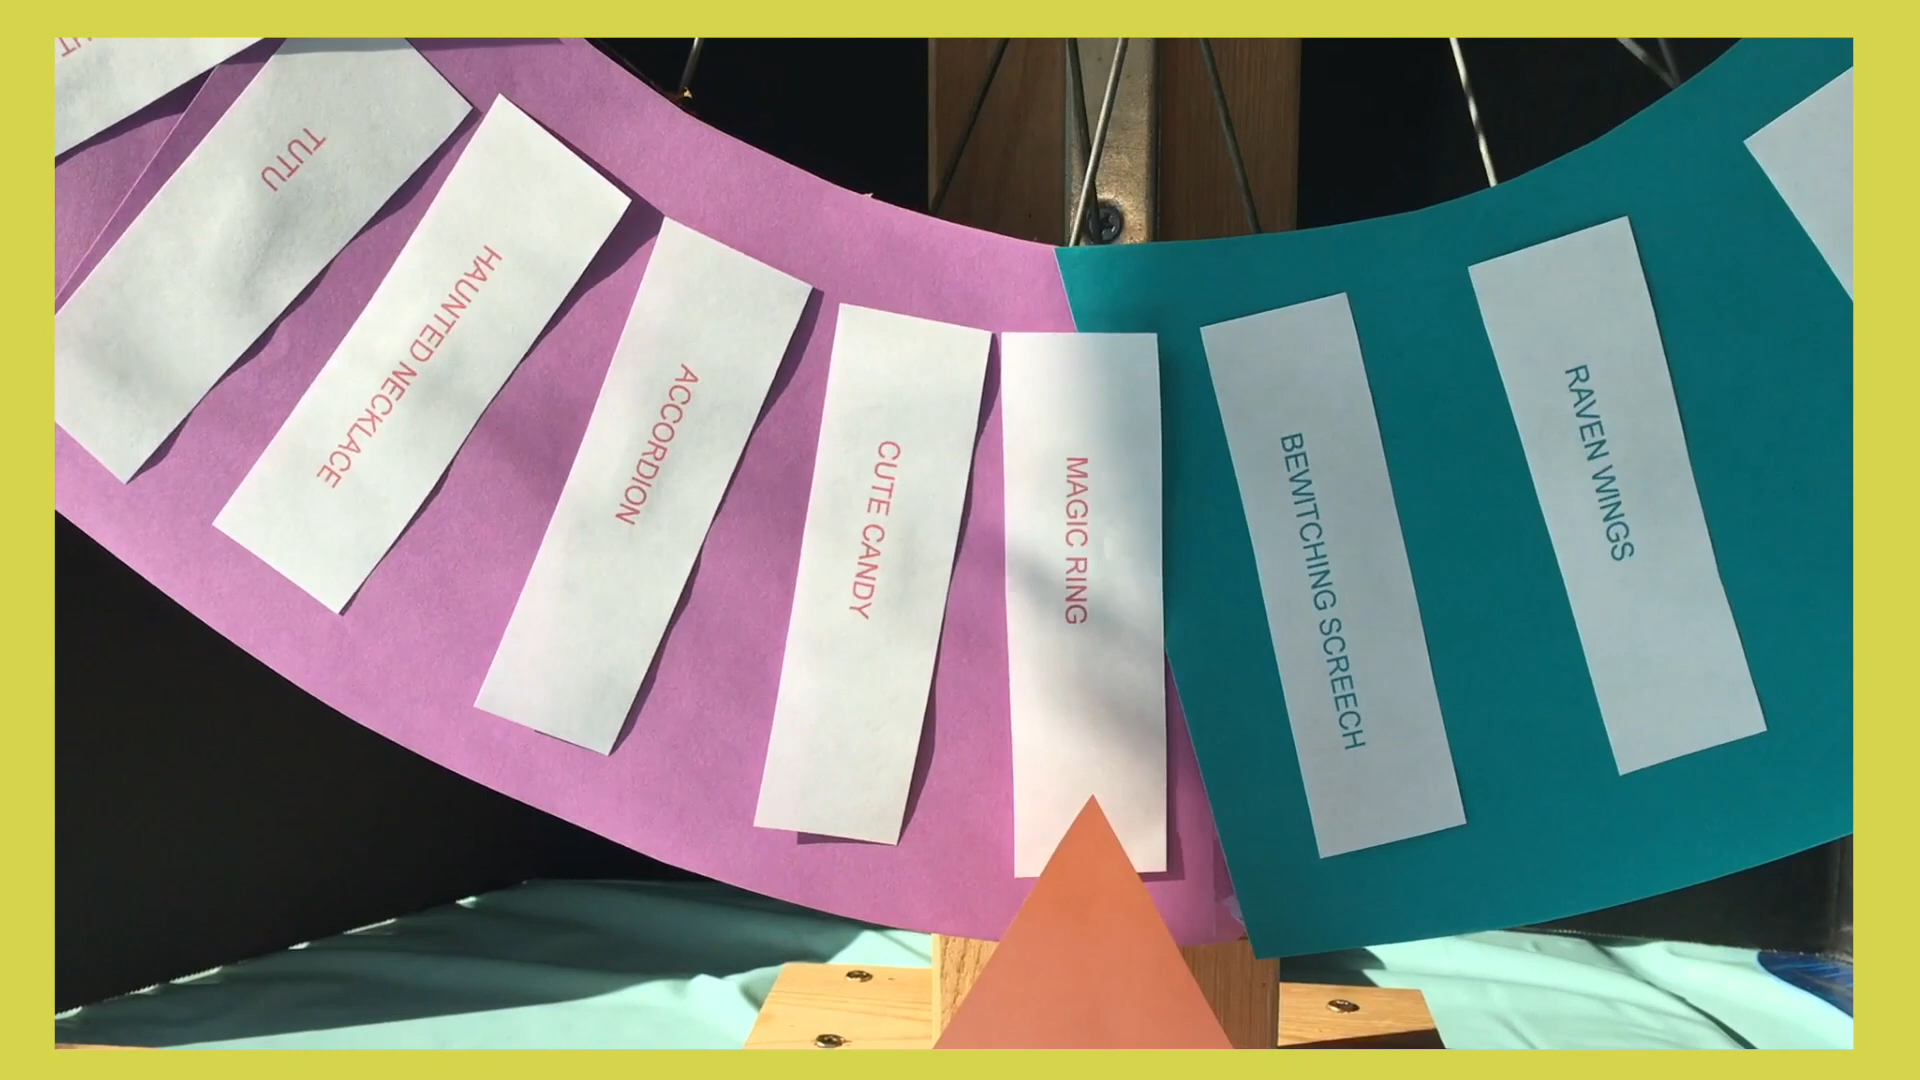 TUTU
HAUNTED NECKLACE
ACCORDION
CUTE CANDY
MAGIC RING
BEWITCHING SCREECH
RAVEN WINGS